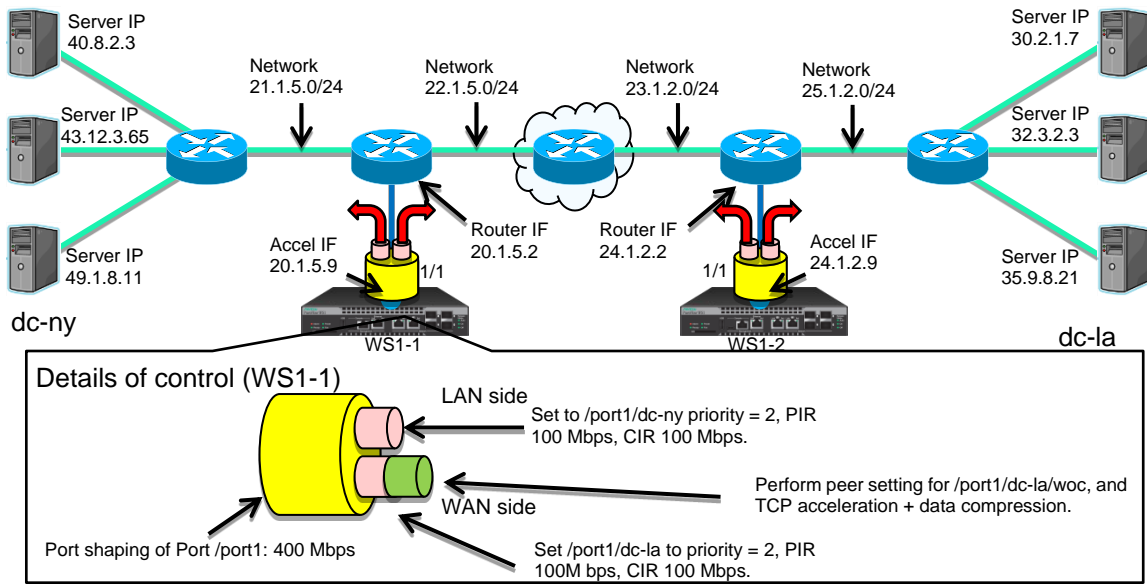 Server IP
40.8.2.3
Server IP
43.12.3.65
Server IP
49.1.8.11
dc-ny
Network
21.1.5.0/24
Network
22.1.5.0/24
Network
23.1.2.0/24
Network
25.1.2.0/24
Server IP
30.2.1.7
Server IP
32.3.2.3
Server IP
35.9.8.21
dc-la
Router IF
20.1.5.2
Router IF
24.1.2.2
Accel IF
20.1.5.9
1/1
1/1
Accel IF
24.1.2.9
WS1-1
WS1-2
Details of control (WS1-1)
LAN side
Set to /port1/dc-ny priority = 2, PIR
100 Mbps, CIR 100 Mbps.
Perform peer setting for /port1/dc-la/woc, and
TCP acceleration + data compression.
WAN side
Port shaping of Port /port1: 400 Mbps
Set /port1/dc-la to priority = 2, PIR
100M bps, CIR 100 Mbps.